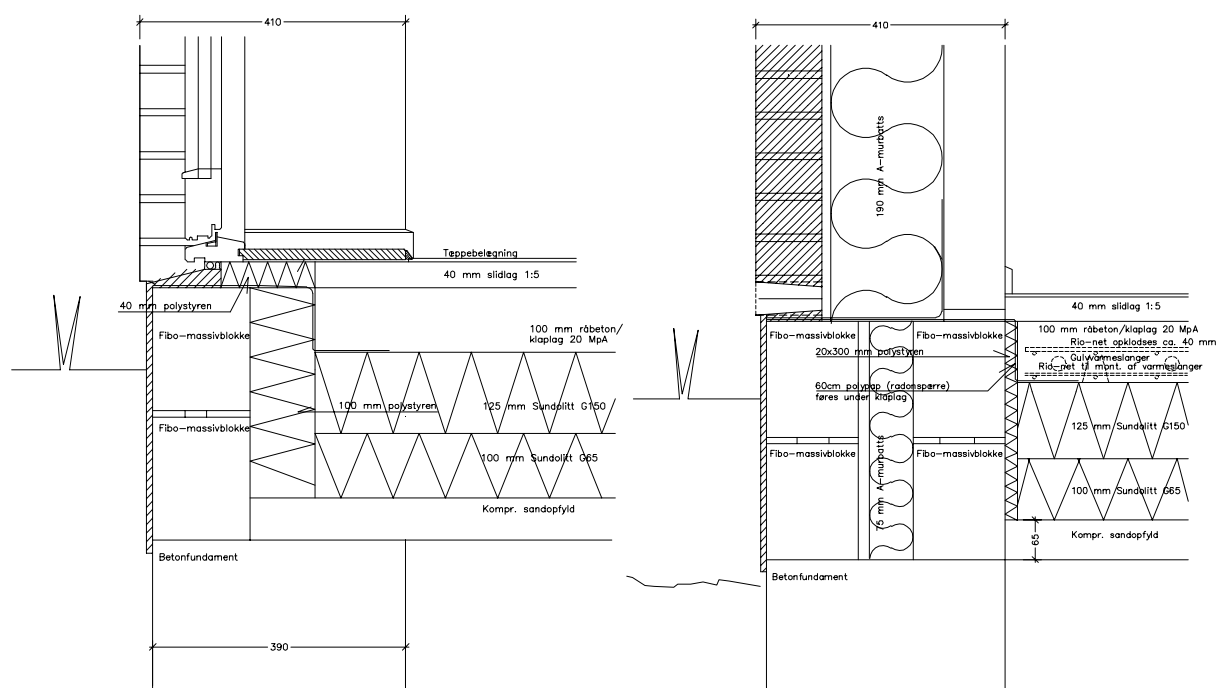 410
Tæppebelægning
40 mm slidlag 1:5
40 mm polystyren
Fibo-massivblokke
100 mm råbeton/
klaplag 20 MpA
100 mm polystyren
125 mm Sundolitt G150
Fibo-massivblokke
100 mm Sundolitt G65
Kompr. sandopfyld
Betonfundament
390
410
190 mm A-murbatts
40 mm slidlag 1:5
Fibo-massivblokke
Fibo-massivblokke
100 mm råbeton/klaplag 20 MpA
Rio-net opklodses ca. 40 mm
20x300 mm polystyren
Gulvvarmeslanger
Rio-net til mont. af varmeslanger
60cm polypap (radonspærre)
føres under klaplag
125 mm Sundolitt G150
Fibo-massivblokke
Fibo-massivblokke
75 mm A-murbatts
100 mm Sundolitt G65
65
Kompr. sandopfyld
Betonfundament